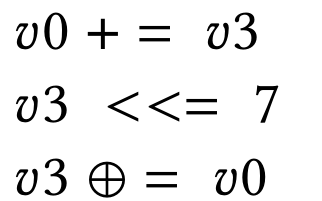 v0 + = v3
v3 <<= 7
v3 ⊕ = v0